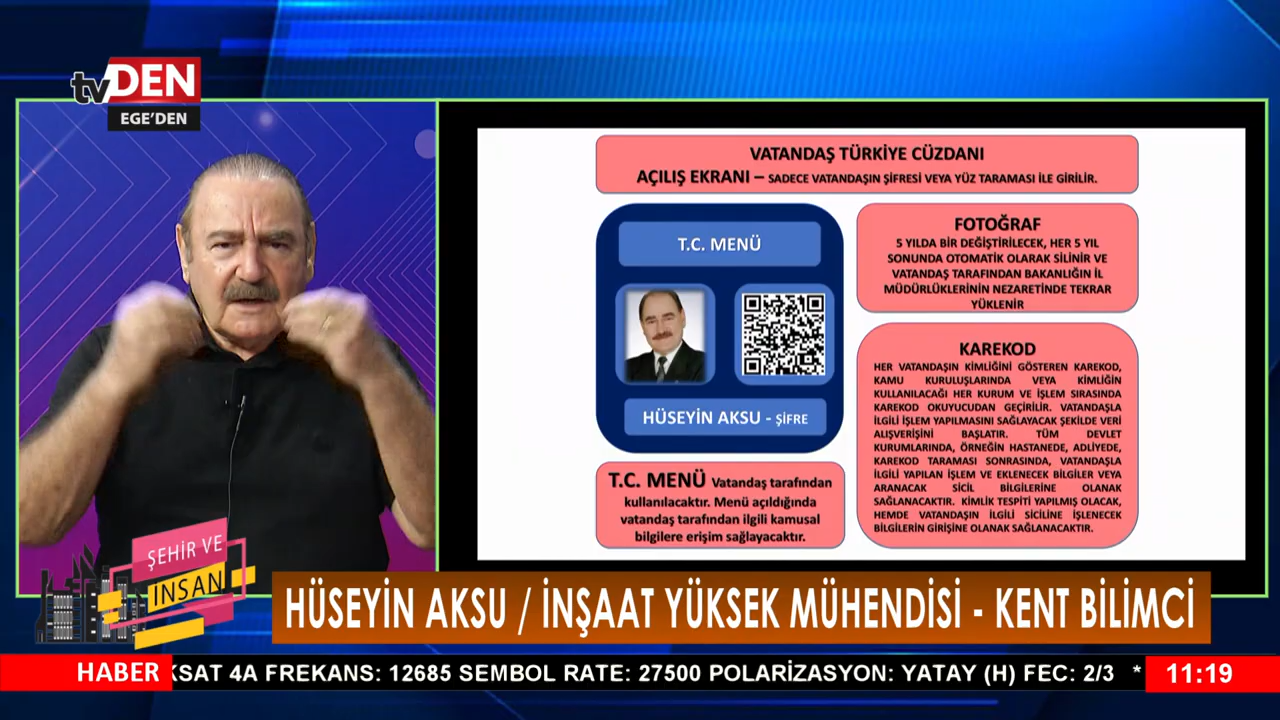 tvDEN
EGE'DEN
VATANDAŞ TÜRKİYE CÜZDANI
AÇILIŞ EKRANI – SADECE VATANDAŞIN ŞİFRESİ VEYA YÜZ TARAMASI İLE GİRİLİR.
T.C. MENÜ
HÜSEYİN AKSU - ŞİFRE
T.C. MENÜ Vatandaş tarafından
kullanılacaktır. Menü açıldığında
vatandaş tarafından ilgili kamusal
bilgilere erişim sağlayacaktır.
FOTOĞRAF
5 YILDA BİR DEĞİŞTİRİLECEK, HER 5 YIL
SONUNDA OTOMATİK OLARAK SİLİNİR VE
VATANDAŞ TARAFINDAN BAKANLIĞIN İL
MÜDÜRLÜKLERİNİN NEZARETİNDE TEKRAR
YÜKLENİR
KAREKOD
HER VATANDAŞIN KİMLİĞİNİ GÖSTEREN KAREKOD,
KAMU KURULUŞLARINDA VEYA KİMLİĞİN
KULLANILACAĞI HER KURUM VE İŞLEM SIRASINDA
KAREKOD OKUYUCUDAN GEÇİRİLİR. VATANDAŞLA
İLGİLİ İŞLEM YAPILMASINI SAĞLAYACAK ŞEKİLDE VERİ
ALIŞVERİŞİNİ BAŞLATIR. TÜM DEVLET
KURUMLARINDA, ÖRNEĞİN HASTANEDE, ADLİYEDE,
KAREKOD TARAMASI SONRASINDA, VATANDAŞLA
İLGİLİ YAPILAN İŞLEM VE EKLENECEK BİLGİLER VEYA
ARANACAK SİCİL BİLGİLERİNE OLANAK
SAĞLANACAKTIR. KİMLİK TESPİTİ YAPILMIŞ OLACAK,
HEMDE VATANDAŞIN İLGİLİ SİCİLİNE İŞLENECEK
BİLGİLERİN GİRİŞİNE OLANAK SAĞLANACAKTIR.
ŞEHİR VE
İNSAN
HÜSEYİN AKSU / İNŞAAT YÜKSEK MÜHENDİSİ - KENT BİLİMCİ
HABER
KSAT 4A FREKANS: 12685 SEMBOL RATE: 27500 POLARİZASYON: YATAY (H) FEC: 2/3 *
11:19